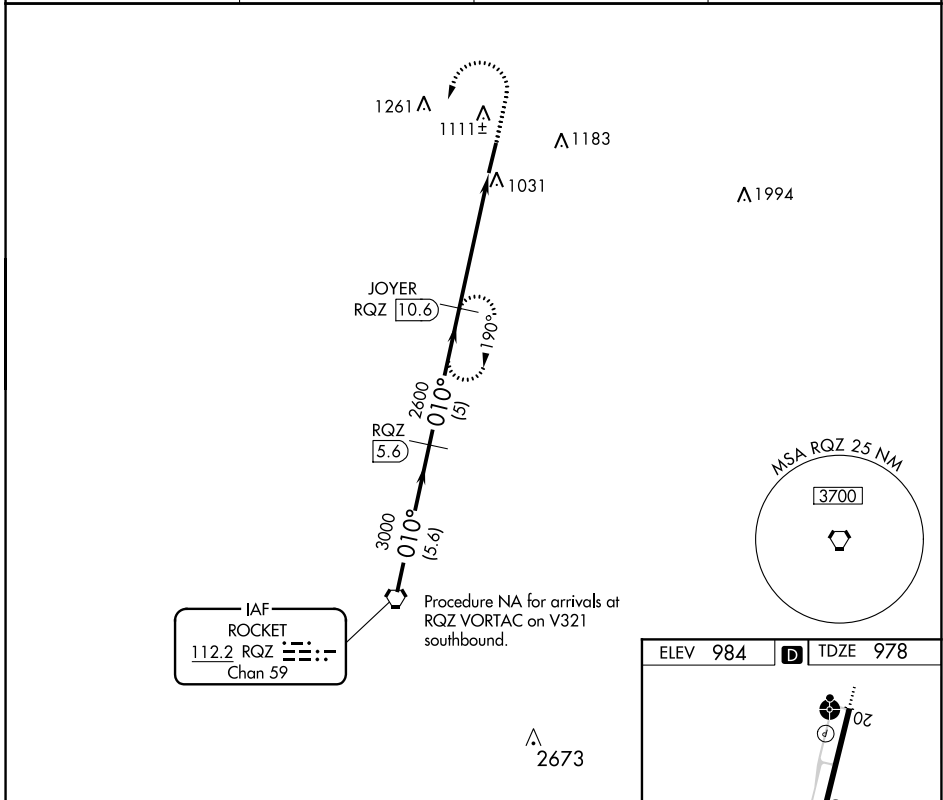 1261
1111±
1183
1031
1994
JOYER
RQZ 10.6
190°
2600
010°
(5)
RQZ
5.6
MSA RQZ 25 NM
3700
3000
010°
(5.6)
IAF
ROCKET
112.2 RQZ
Chan 59
Procedure NA for arrivals at
RQZ VORTAC on V321
southbound.
ELEV 984 D TDZE 978
20
P
2673